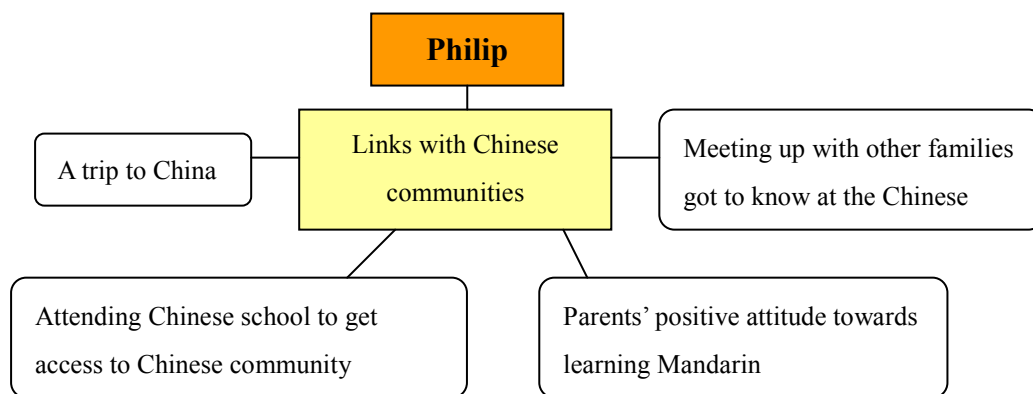 Philip
Links with Chinese
communities
A trip to China
Meeting up with other families
got to know at the Chinese
Attending Chinese school to get
access to Chinese community
Parents’ positive attitude towards
learning Mandarin